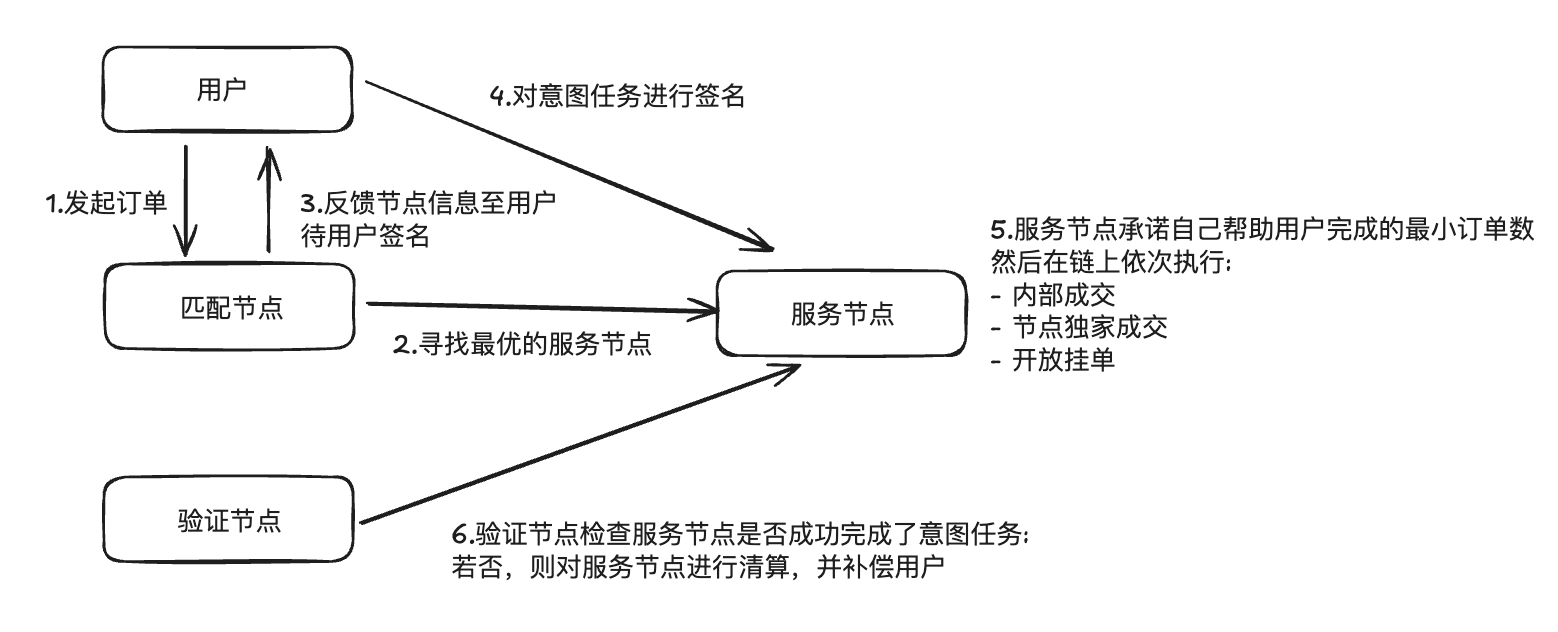 用户
4.对意图任务进行签名
1.发起订单
3.反馈节点信息至用户
待用户签名
匹配节点
2.寻找最优的服务节点
服务节点
5.服务节点承诺自己帮助用户完成的最小订单数
然后在链上依次执行:
- 内部成交
- 节点独家成交
- 开放挂单
验证节点
6.验证节点检查服务节点是否成功完成了意图任务:
若否，则对服务节点进行清算，并补偿用户